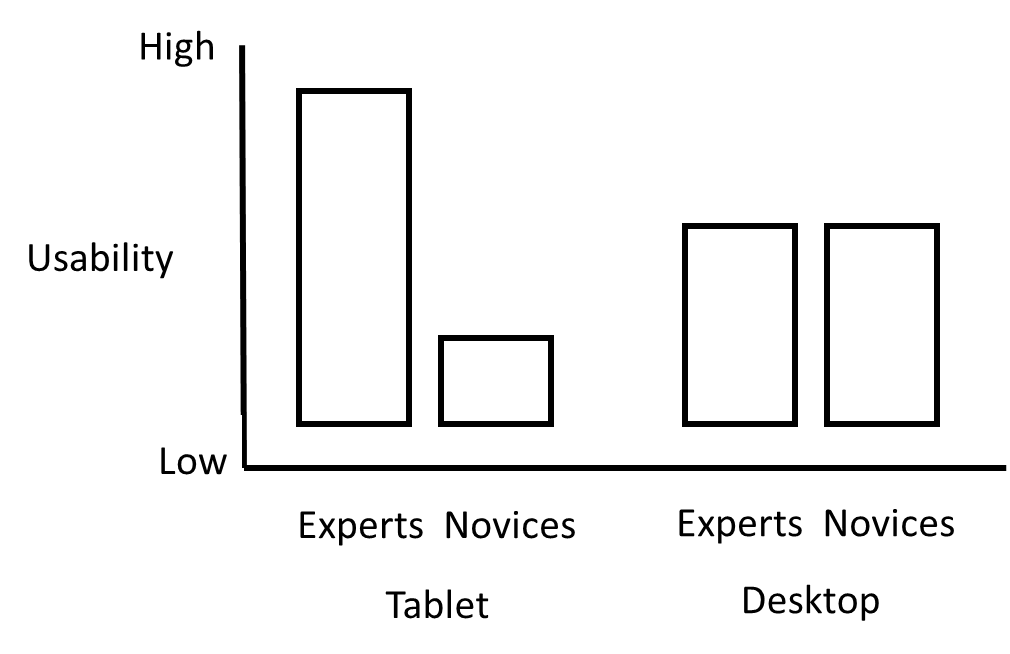 High
Usability
Low
Experts Novices Experts Novices
Tablet Desktop